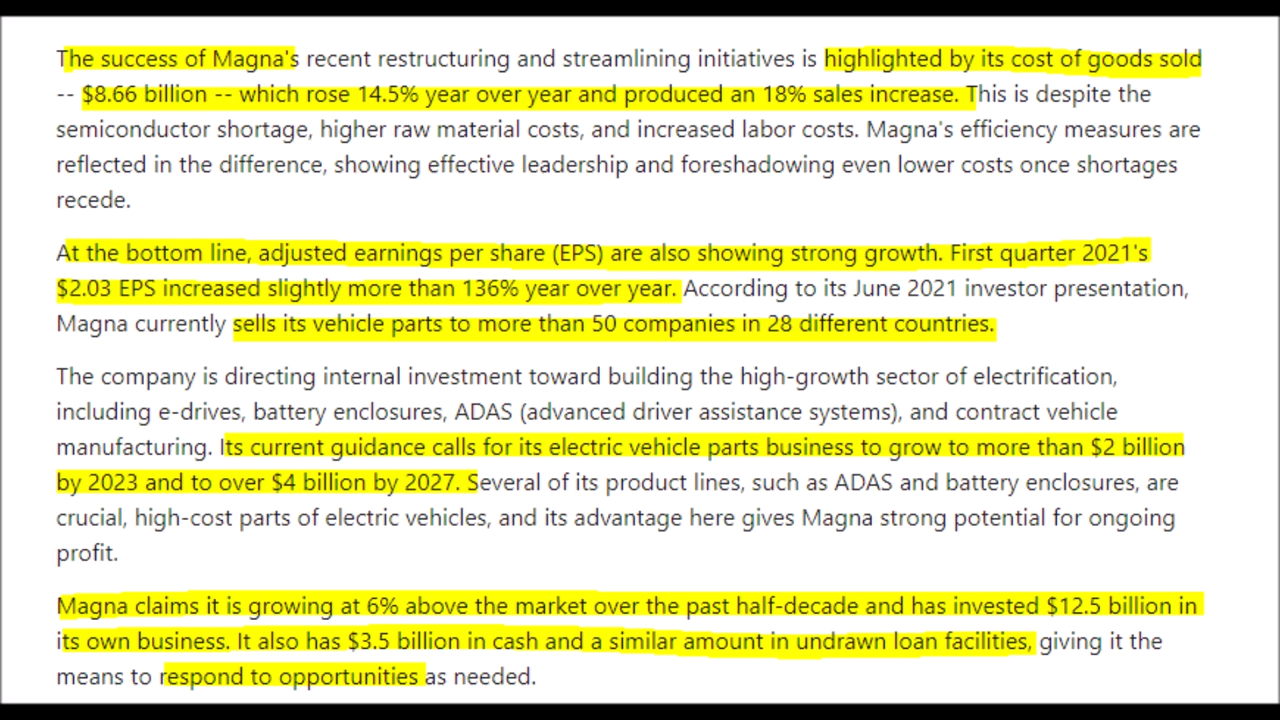 The success of Magna's recent restructuring and streamlining initiatives is highlighted by its cost of goods sold
-- $8.66 billion -- which rose 14.5% year over year and produced an 18% sales increase. This is despite the
semiconductor shortage, higher raw material costs, and increased labor costs. Magna's efficiency measures are
reflected in the difference, showing effective leadership and foreshadowing even lower costs once shortages
recede.
At the bottom line, adjusted earnings per share (EPS) are also showing strong growth. First quarter 2021's
$2.03 EPS increased slightly more than 136% year over year. According to its June 2021 investor presentation,
Magna currently sells its vehicle parts to more than 50 companies in 28 different countries.
The company is directing internal investment toward building the high-growth sector of electrification,
including e-drives, battery enclosures, ADAS (advanced driver assistance systems), and contract vehicle
manufacturing. Its current guidance calls for its electric vehicle parts business to grow to more than $2 billion
by 2023 and to over $4 billion by 2027. Several of its product lines, such as ADAS and battery enclosures, are
crucial, high-cost parts of electric vehicles, and its advantage here gives Magna strong potential for ongoing
profit.
Magna claims it is growing at 6% above the market over the past half-decade and has invested $12.5 billion in
its own business. It also has $3.5 billion in cash and a similar amount in undrawn loan facilities, giving it the
means to respond to opportunities as needed.